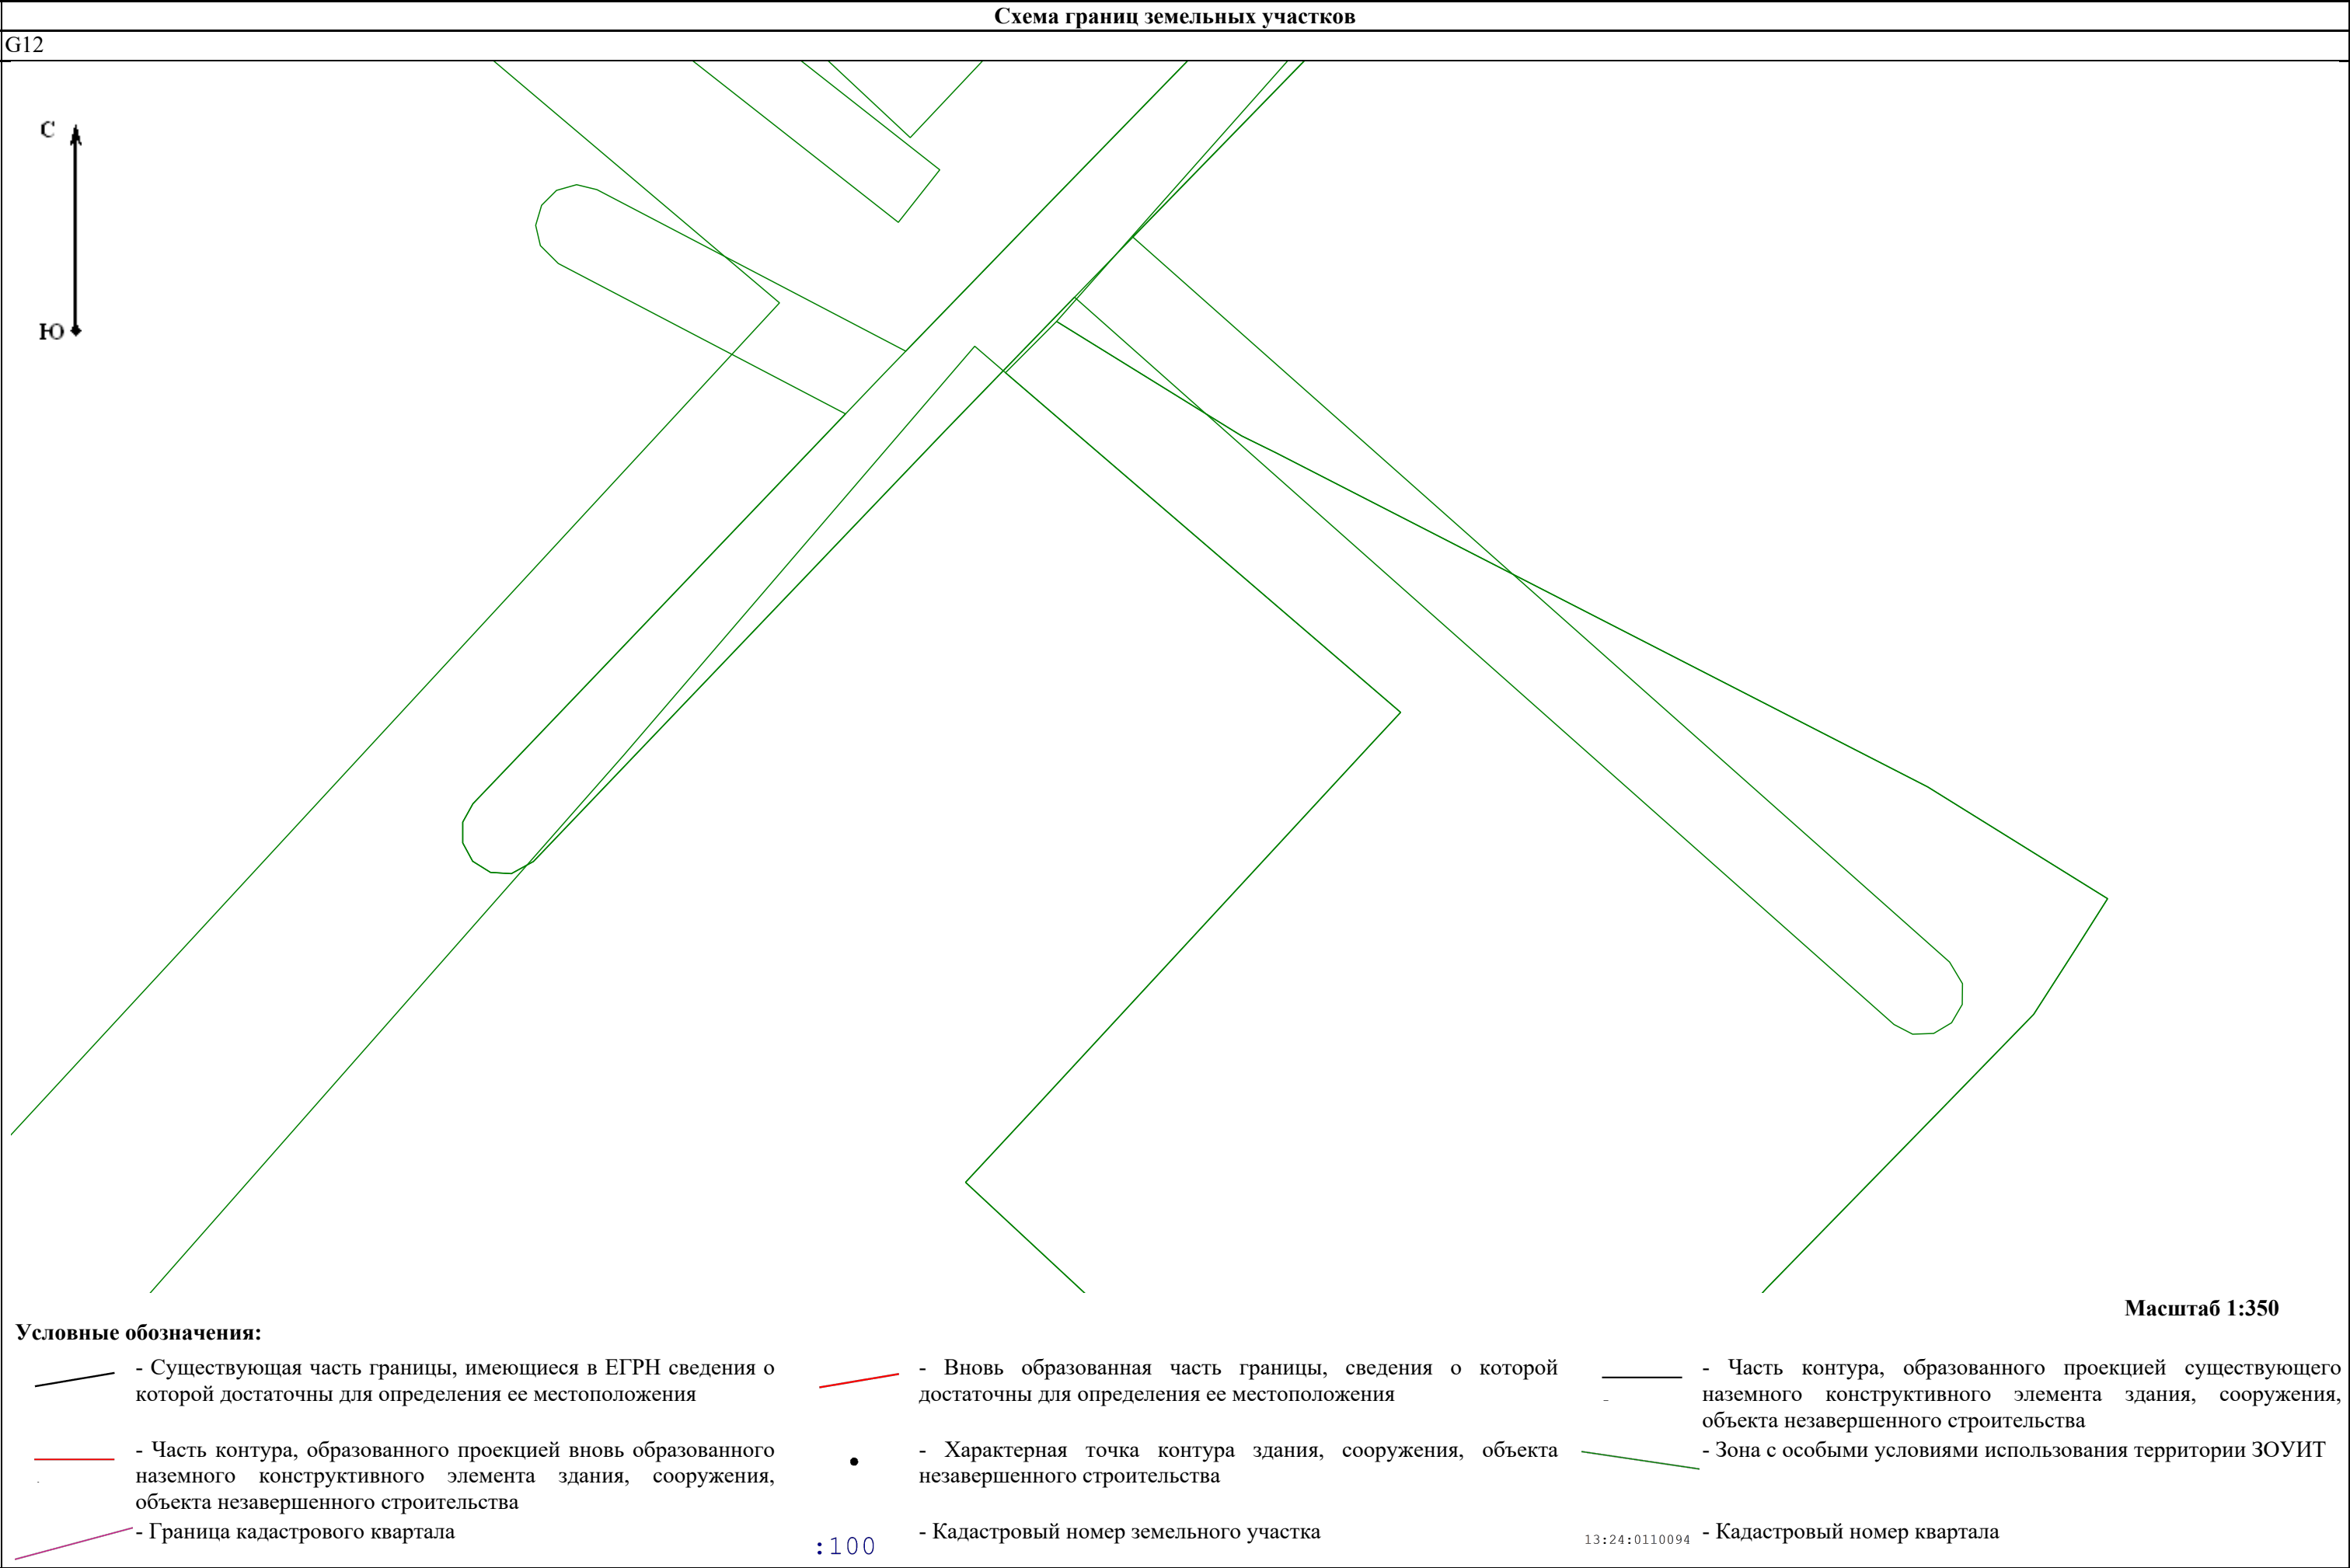 Схема границ земельных участков
G12
С
Ю
Масштаб 1:350
Условные обозначения:
- Существующая часть границы, имеющиеся в ЕГРН сведения о
которой достаточны для определения ее местоположения
- Вновь образованная часть границы, сведения о которой
достаточны для определения ее местоположения
- Часть контура, образованного проекцией существующего
наземного конструктивного элемента здания, сооружения,
объекта незавершенного строительства
- Часть контура, образованного проекцией вновь образованного
наземного конструктивного элемента здания, сооружения,
объекта незавершенного строительства
- Характерная точка контура здания, сооружения, объекта
незавершенного строительства
- Зона с особыми условиями использования территории ЗОУИТ
- Граница кадастрового квартала
:100
- Кадастровый номер земельного участка
13:24:0110094
- Кадастровый номер квартала